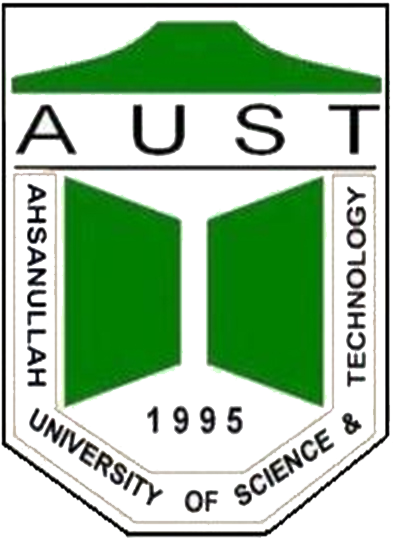 AUST
AHSANULLAH UNIVERSITY OF SCIENCE & TECHNOLOGY
1995